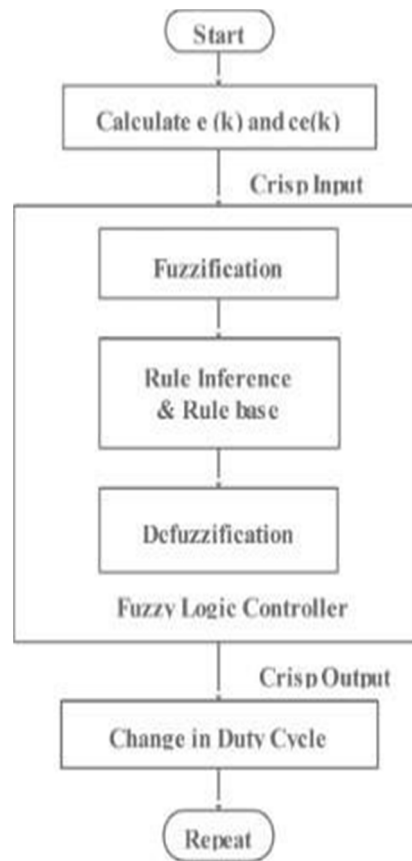 Start
Calculate e (k) and ce(k)
Crisp Input
Fuzzification
Rule Inference
& Rule base
Defuzzification
Fuzzy Logic Controller
Crisp Output
Change in Duty Cycle
Repeat